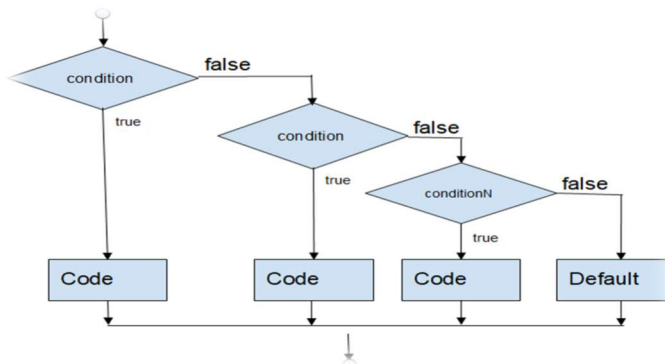 condition
false
true
condition
false
true
conditionN
false
true
Code
Code
Code
Default